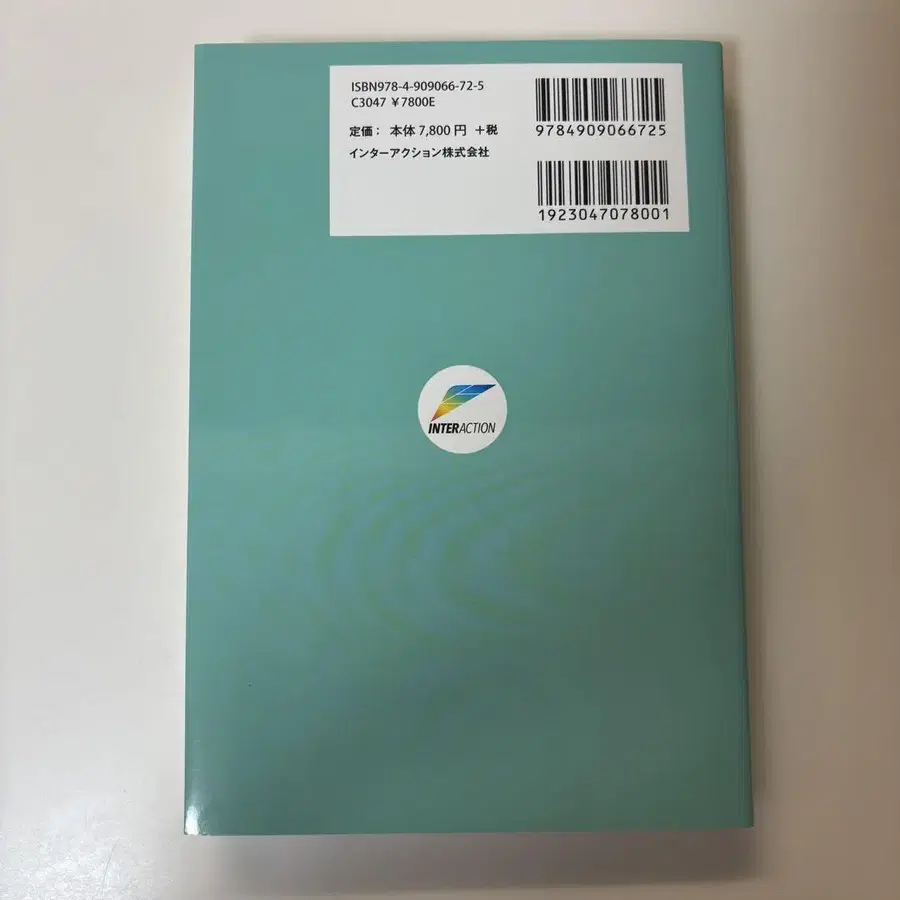 ISBN978-4-909066-72-5
C3047 ¥7800E
定価： 本体 7,800 円 +税
インターアクション株式会社
9784909066725
1923047078001
INTERACTION